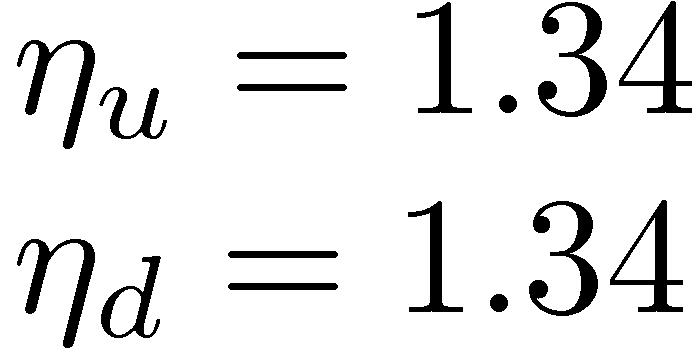 η_u = 1.34
η_d = 1.34